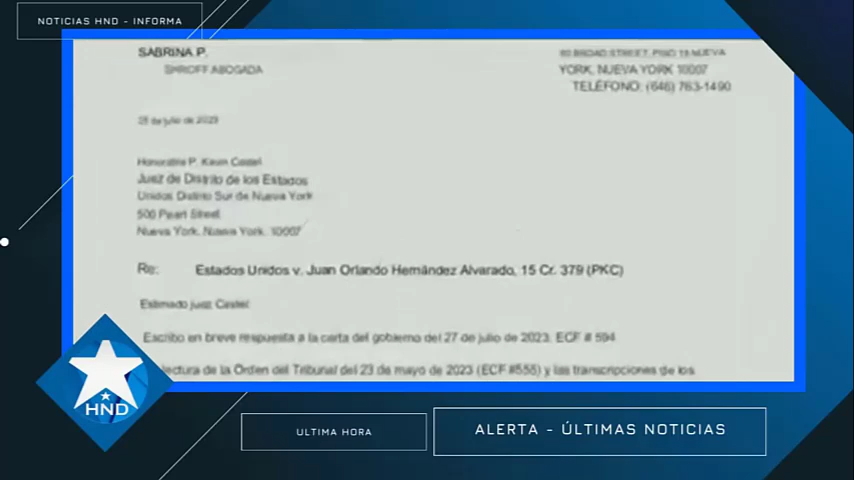 NOTICIAS HND - INFORMA
SABRINA P.
SHROFF ABOGADA
80 BROAD STREET, PISO 19 NUEVA
YORK, NUEVA YORK 10007
TELÉFONO: (646) 763-1490
de julio de 2023
Honorable P. Kevin Castel
Juez de Distrito de los Estados
Unidos Distrito Sur de Nueva York
500 Pearl Street
Nueva York, Nueva York, 10007
Re: Estados Unidos v. Juan Orlando Hernández Alvarado, 15 Cr. 379 (PKC)
Estimado juez Castel:
Escribo en breve respuesta a la carta del gobierno del 27 de julio de 2023. ECF # 594
lectura de la Orden del Tribunal del 23 de mayo de 2023 (ECF #555) y las transcripciones de los
HND
ULTIMA HORA
ALERTA - ÚLTIMAS NOTICIAS